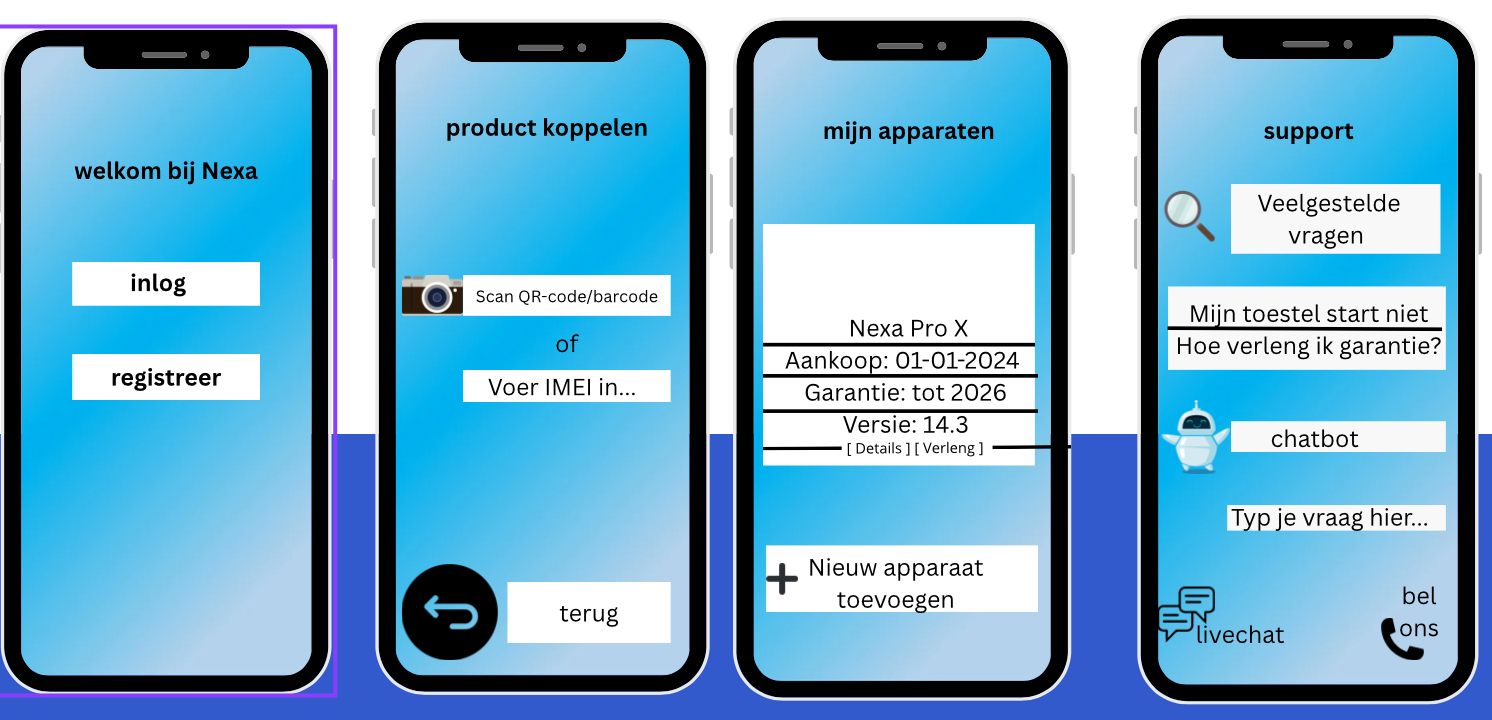 welkom bij Nexa
inlog
registreer
product koppelen
Scan QR-code/barcode
of
Voer IMEI in...
terug
mijn apparaten
Nexa Pro X
Aankoop: 01-01-2024
Garantie: tot 2026
Versie: 14.3
[ Details ] [ Verleng ]
Nieuw apparaat
toevoegen
support
Veelgestelde
vragen
Mijn toestel start niet
Hoe verleng ik garantie?
chatbot
Typ je vraag hier...
livechat
bel
ons